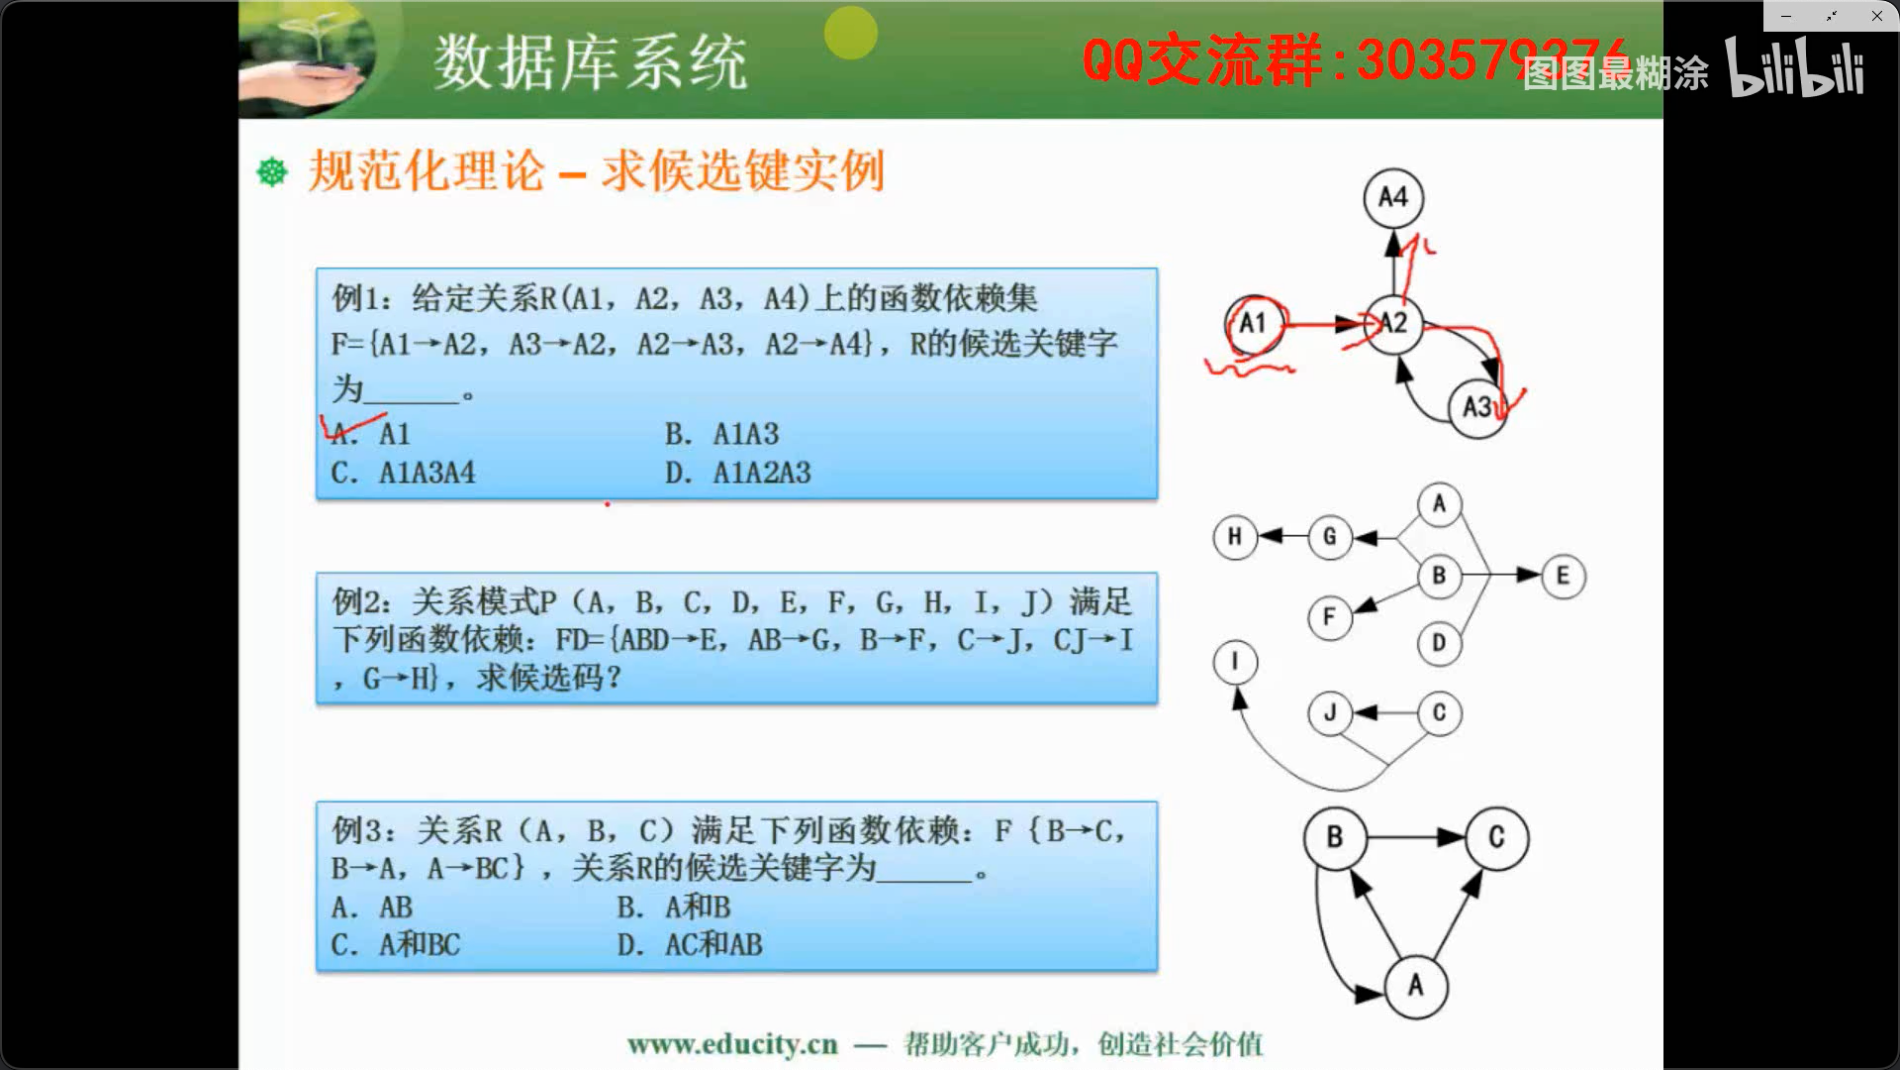 数据库系统
QQ交流群:303579376
图图最糊涂 bilibili
规范化理论 – 求候选键实例
例1: 给定关系R(A1, A2, A3, A4)上的函数依赖集
F={A1→A2, A3→A2, A2→A3, A2→A4}, R的候选关键字
为______。
A. A1 B. A1A3
C. A1A3A4 D. A1A2A3
A4
A1 A2
A3
例2: 关系模式P（A, B, C, D, E, F, G, H, I, J）满足
下列函数依赖: FD={ABD→E, AB→G, B→F, C→J, CJ→I
, G→H}, 求候选码?
A
H G
B E
F
D
I
J C
例3: 关系R（A, B, C）满足下列函数依赖: F｛B→C,
B→A, A→BC｝, 关系R的候选关键字为______。
A. AB B. A和B
C. A和BC D. AC和AB
B C
A
www.educity.cn — 帮助客户成功, 创造社会价值